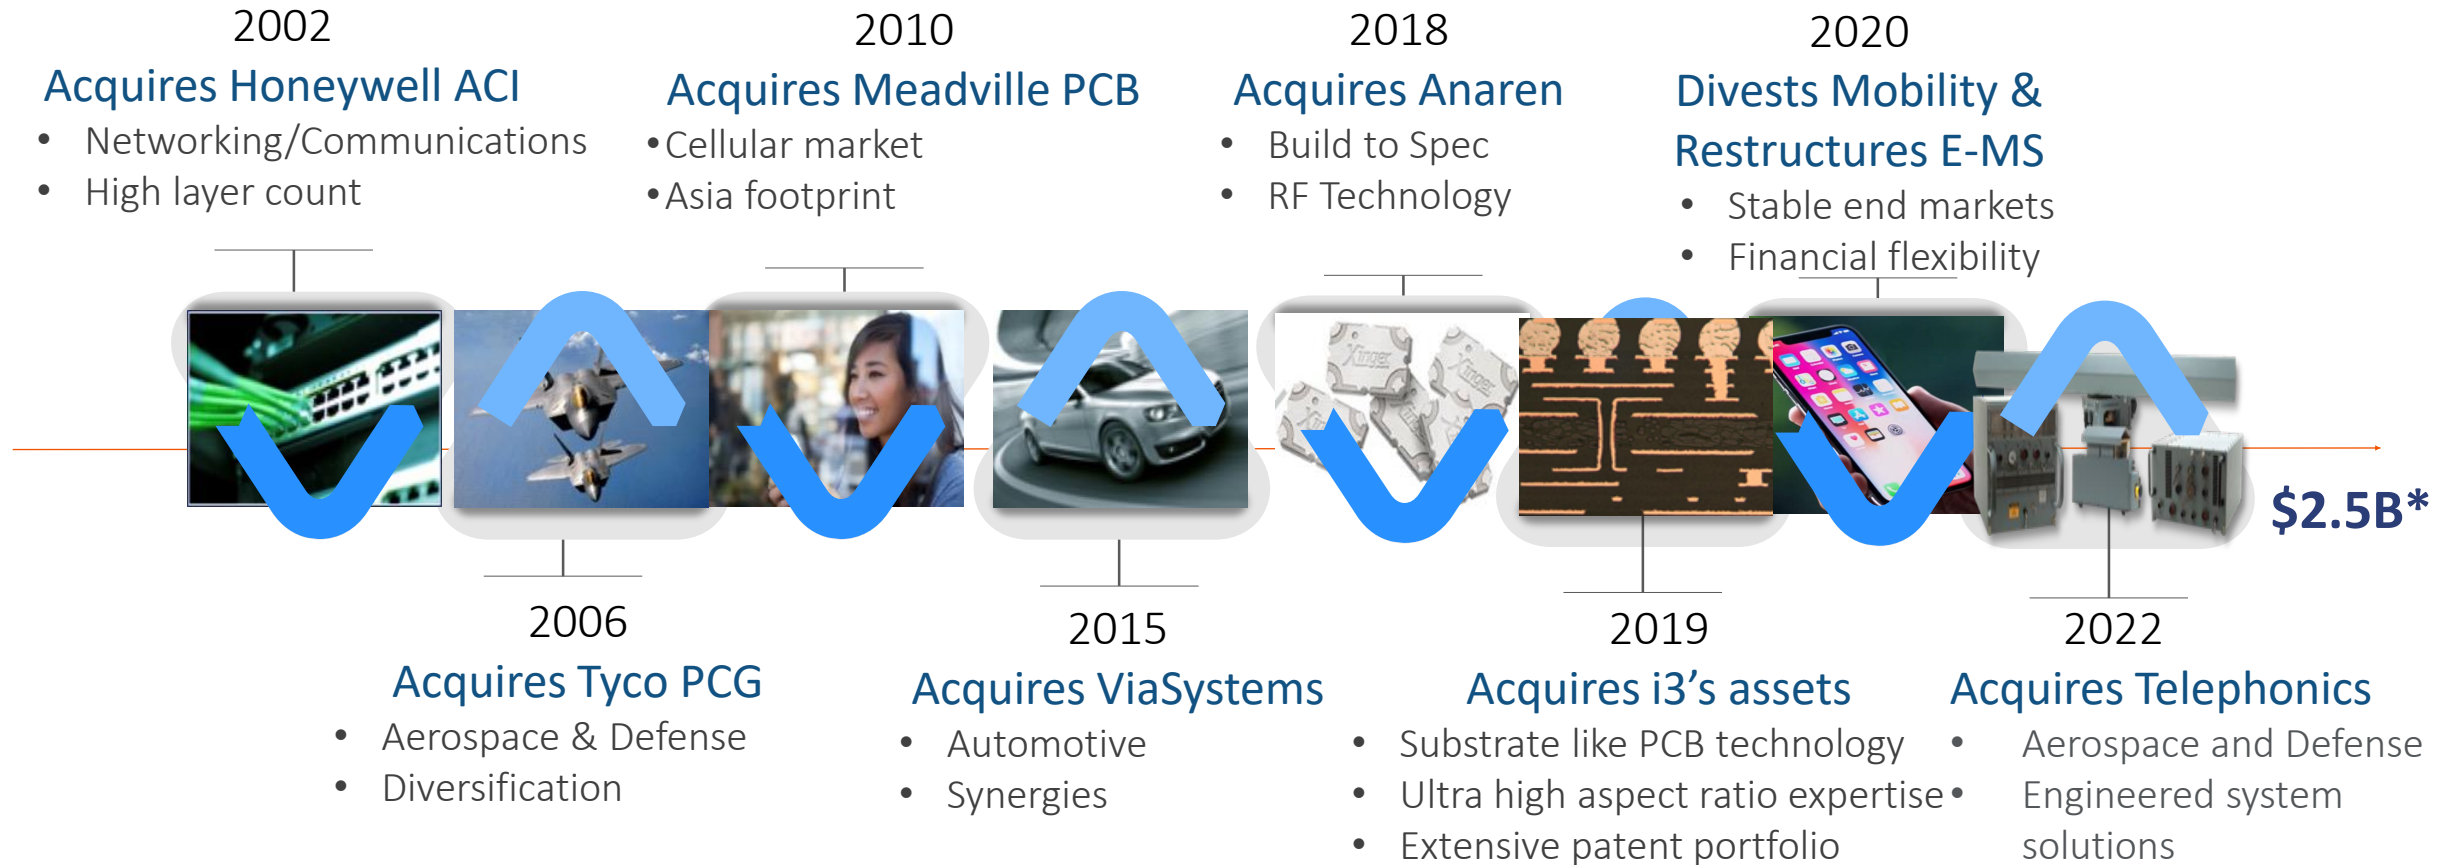 2002
Acquires Honeywell ACI
• Networking/Communications
• High layer count
2010
Acquires Meadville PCB
• Cellular market
• Asia footprint
2018
Acquires Anaren
• Build to Spec
• RF Technology
2020
Divests Mobility &
Restructures E-MS
• Stable end markets
• Financial flexibility
Xinger
Xinger
$2.5B*
2006
Acquires Tyco PCG
• Aerospace & Defense
• Diversification
2015
Acquires ViaSystems
• Automotive
• Synergies
2019
Acquires i3’s assets
• Substrate like PCB technology
• Ultra high aspect ratio expertise
• Extensive patent portfolio
2022
Acquires Telephonics
• Aerospace and Defense
• Engineered system
solutions